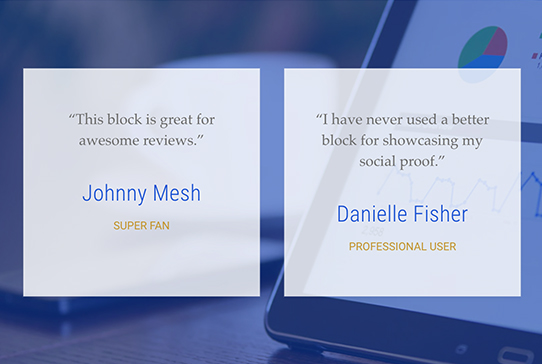 “This block is great for
awesome reviews.”
Johnny Mesh
SUPER FAN
“I have never used a better
block for showcasing my
social proof.”
Danielle Fisher
PROFESSIONAL USER